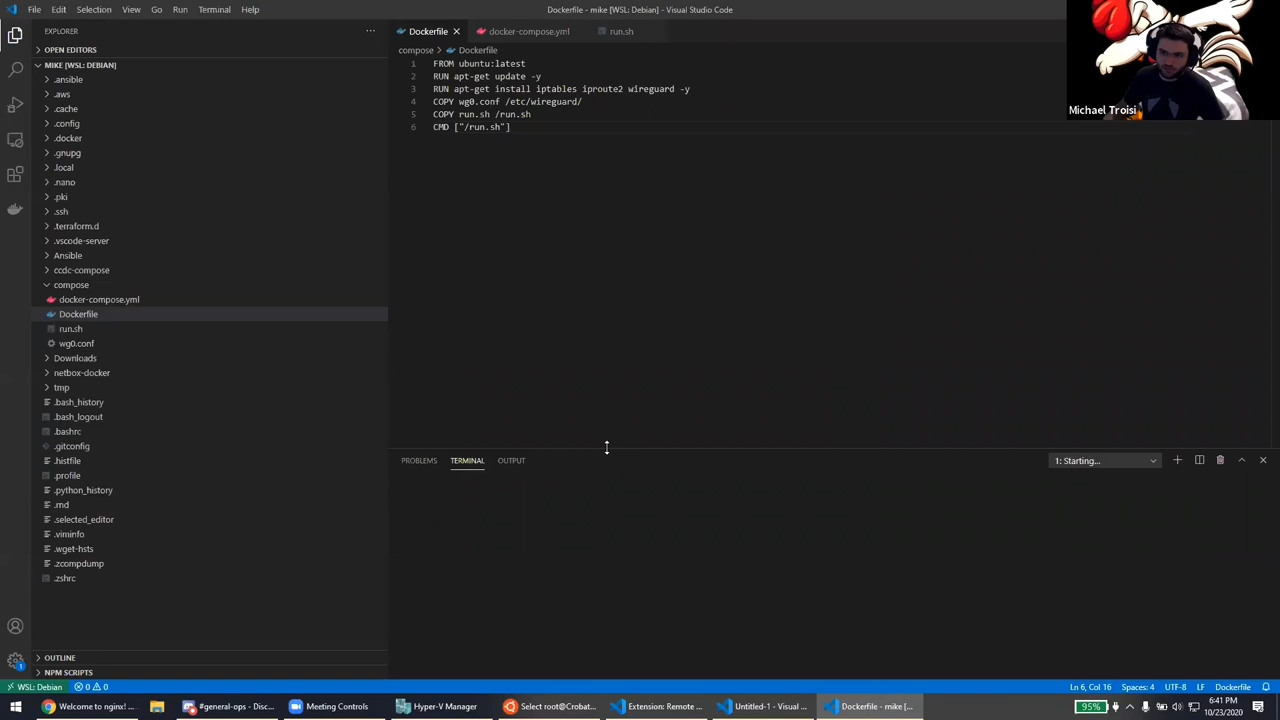 File Edit Selection View Go Run Terminal Help
Dockerfile - mike [WSL: Debian] - Visual Studio Code
EXPLORER
OPEN EDITORS
MIKE [WSL: DEBIAN]
.ansible
.aws
.cache
.config
.docker
.gnupg
.local
.nano
.pki
.ssh
.terraform.d
.vscode-server
Ansible
ccdc-compose
compose
docker-compose.yml
Dockerfile
run.sh
wg0.conf
Downloads
netbox-docker
tmp
.bash_history
.bash_logout
.bashrc
.gitconfig
.histfile
.profile
.python_history
.rnd
.selected_editor
.viminfo
.wget-hsts
.zcompdump
.zshrc
OUTLINE
NPM SCRIPTS
Dockerfile docker-compose.yml run.sh
compose > Dockerfile
1 FROM ubuntu:latest
2 RUN apt-get update -y
3 RUN apt-get install iptables iproute2 wireguard -y
4 COPY wg0.conf /etc/wireguard/
5 COPY run.sh /run.sh
6 CMD ["/run.sh"]
Michael Troisi
PROBLEMS TERMINAL OUTPUT
1: Starting...
1
WSL: Debian 0 0
Ln 6, Col 16 Spaces: 4 UTF-8 LF Dockerfile
Welcome to nginx! ... #general-ops - Disc... Meeting Controls Hyper-V Manager Select root@Crobat... Extension: Remote ... Untitled-1 - Visual ... Dockerfile - mike [...
95%
6:41 PM
10/23/2020